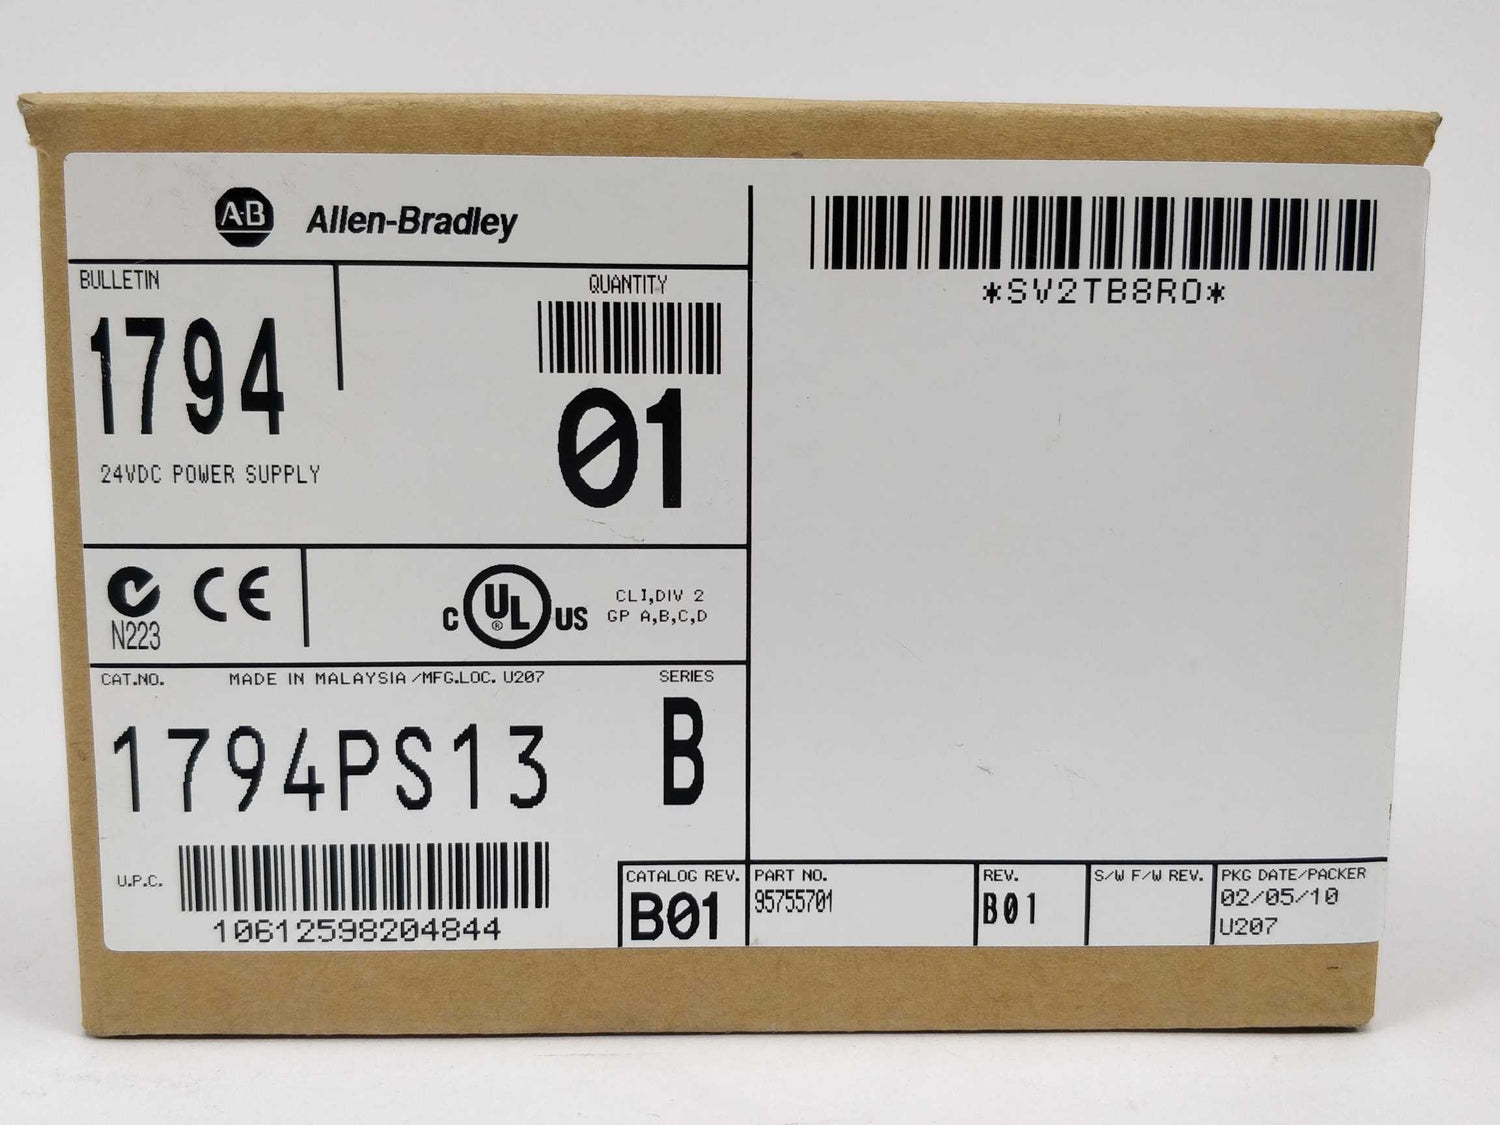 A-B Allen-Bradley
BULLETIN
1794
24VDC POWER SUPPLY
QUANTITY
01
*SV2TB8RO*
N223
CE
C UL® US
CLI,DIV 2
GP A,B,C,D
CAT.NO.
MADE IN MALAYSIA/MFG.LOC. U207
SERIES
1794PS13
B
U.P.C.
10612598204844
CATALOG REV.
B01
PART NO.
95755701
REV.
B01
S/W F/W REV.
PKG DATE/PACKER
02/05/10
U207